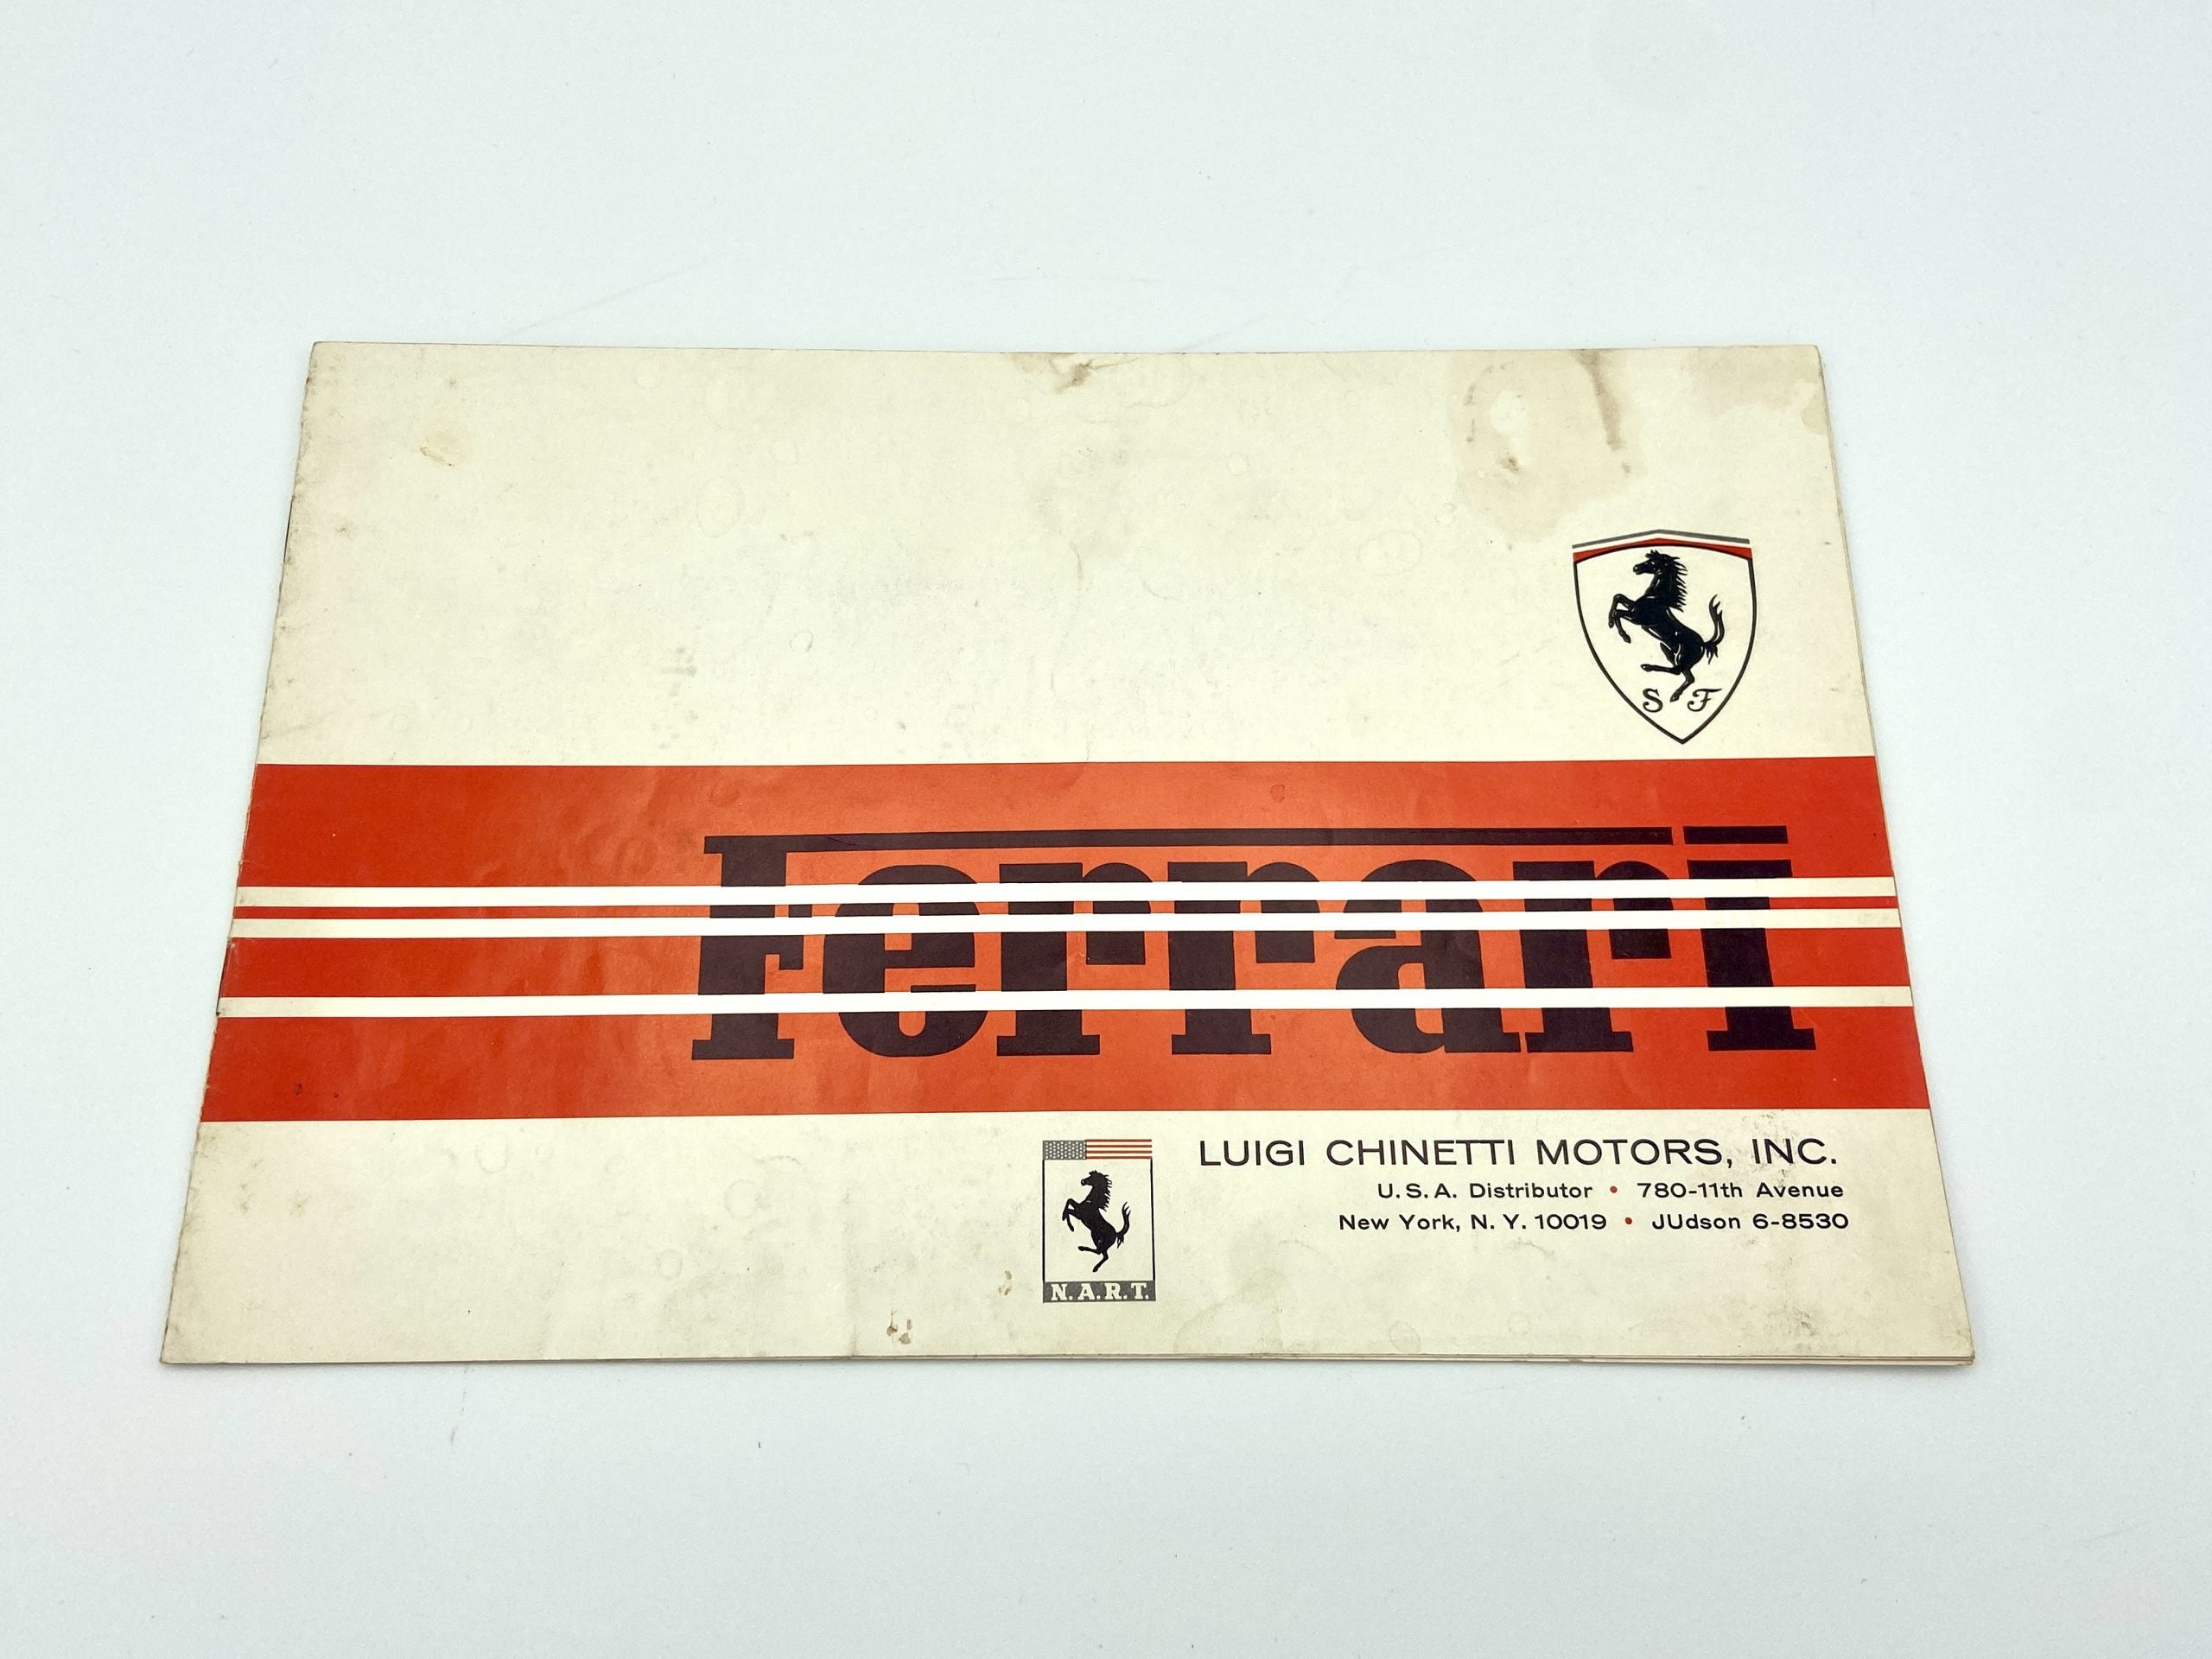 S F
Ferrari
LUIGI CHINETTI MOTORS, INC.
U.S.A. Distributor • 780-11th Avenue
New York, N. Y. 10019 • JUdson 6-8530
N.A.R.T.